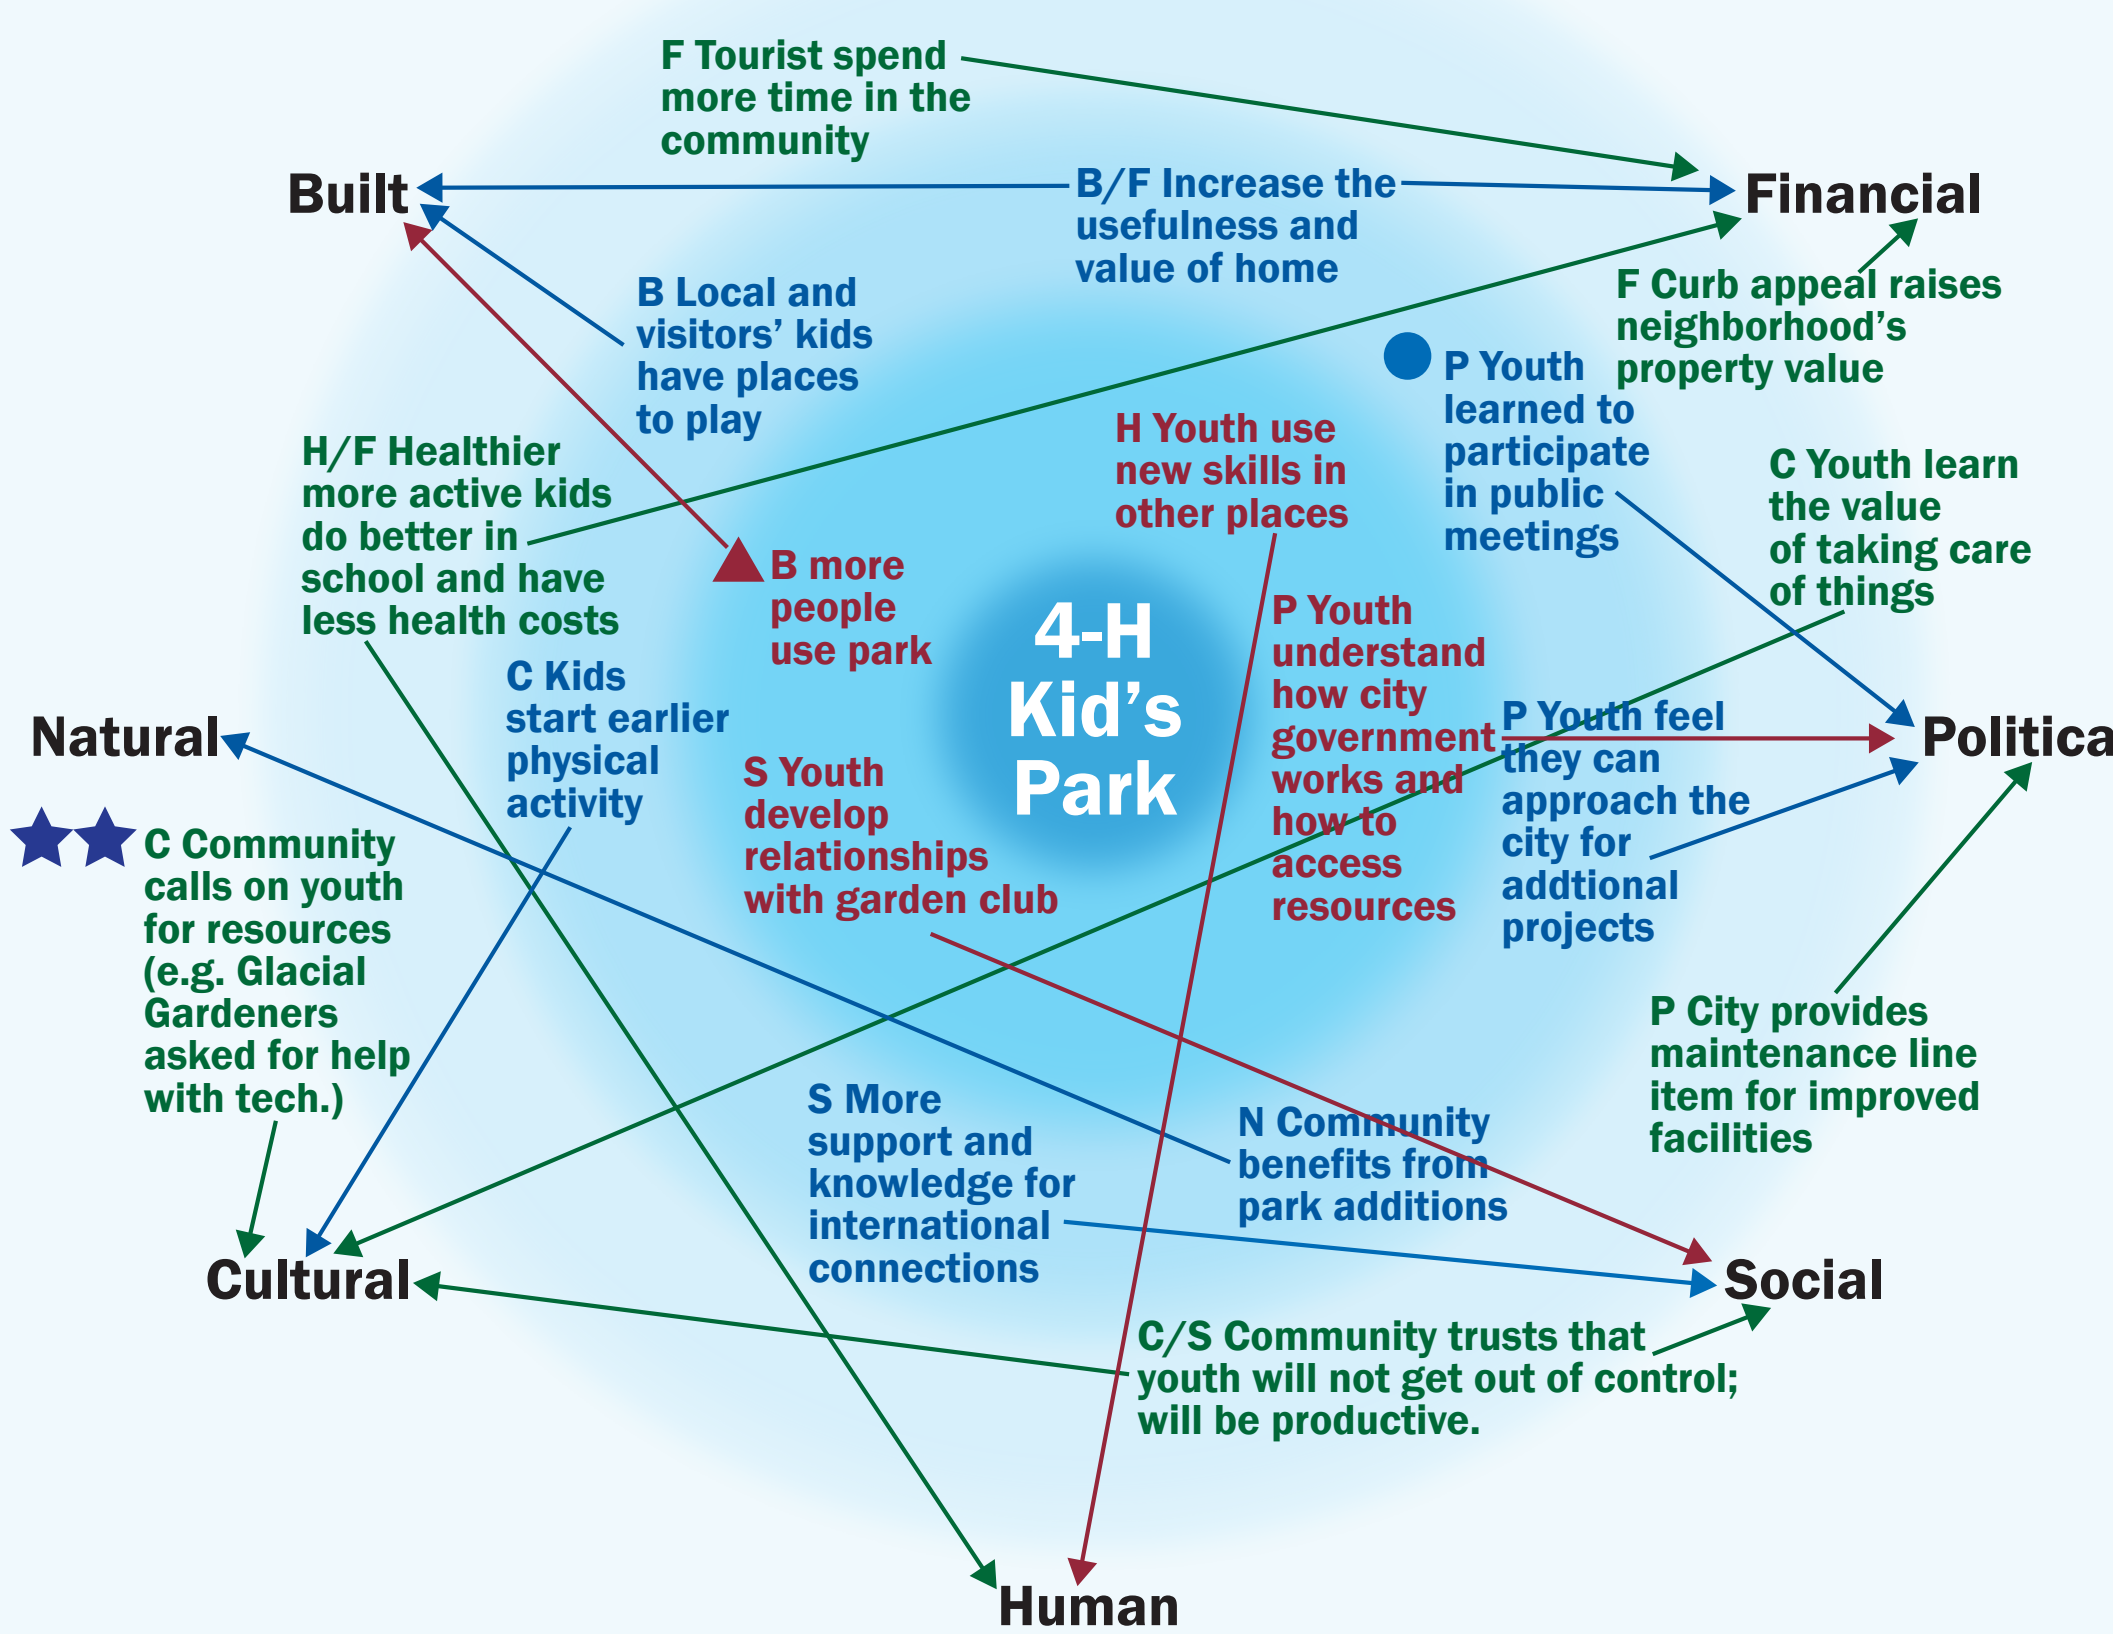 F Tourist spend
more time in the
community
Built
B/F Increase the
usefulness and
value of home
Financial
F Curb appeal raises
neighborhood's
property value
B Local and
visitors' kids
have places
to play
P Youth
learned to
participate
in public
meetings
H/F Healthier
more active kids
do better in
school and have
less health costs
H Youth use
new skills in
other places
C Youth learn
the value
of taking care
of things
B more
people
use park
4-H
Kid's
Park
P Youth
understand
how city
government
works and
how to
access
resources
C Kids
start earlier
physical
activity
Natural
P Youth feel
they can
approach the
city for
addtional
projects
Politica
S Youth
develop
relationships
with garden club
C Community
calls on youth
for resources
(e.g. Glacial
Gardeners
asked for help
with tech.)
P City provides
maintenance line
item for improved
facilities
S More
support and
knowledge for
international
connections
N Community
benefits from
park additions
Cultural
Social
C/S Community trusts that
youth will not get out of control;
will be productive.
Human